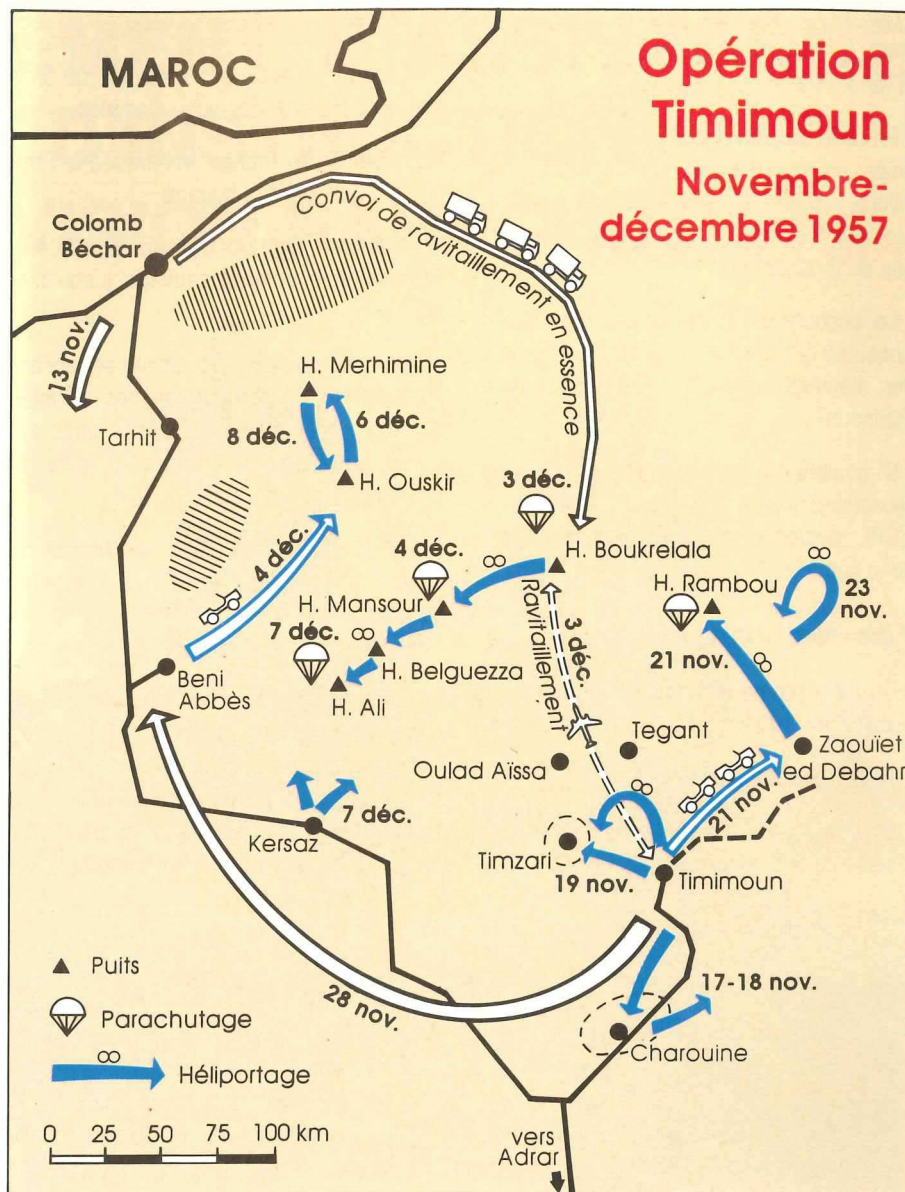 MAROC
Opération
Timimoun
Novembre-
décembre 1957
Colomb
Béchar
Convoi de ravitaillement en essence
13 nov.
Tarhit
H. Merhimine
8 déc.
6 déc.
H. Ouskir
3 déc.
4 déc.
4 déc.
H. Boukrelala
H. Rambou
23
nov.
H. Mansour
7 déc.
H. Belguezza
H. Ali
Ravitaillement
3 déc.
21 nov.
Beni
Abbès
Tegant
Oulad Aïssa
Zaouïet
ed Debahr
21 nov.
7 déc.
Kersaz
Timzari
19 nov.
Timimoun
28 nov.
17-18 nov.
Charouine
Puits
Parachutage
Héliportage
0 25 50 75 100 km
vers
Adrar